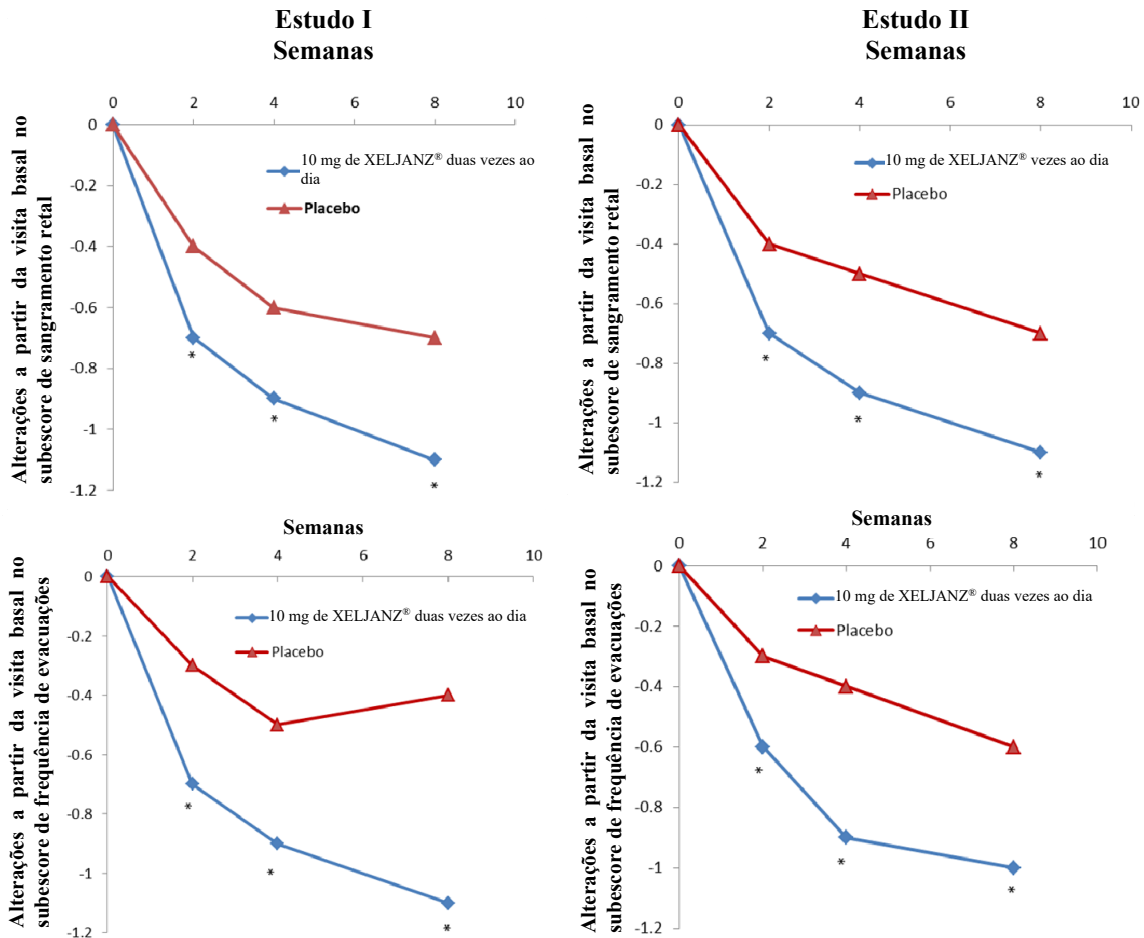 Estudo I
Semanas
0 2 4 6 8 10
0
-0.2
-0.4
-0.6
-0.8
-1
-1.2
Alterações a partir da visita basal no
subescore de sangramento retal
10 mg de XELJANZ® duas vezes ao
dia
Placebo
*
*
*
Estudo II
Semanas
0 2 4 6 8 10
0
-0.2
-0.4
-0.6
-0.8
-1
-1.2
Alterações a partir da visita basal no
subescore de sangramento retal
10 mg de XELJANZ® vezes ao dia
Placebo
*
*
*
Semanas
0 2 4 6 8 10
0
-0.2
-0.4
-0.6
-0.8
-1
-1.2
Alterações a partir da visita basal no
subescore de frequência de evacuações
10 mg de XELJANZ® duas vezes ao dia
Placebo
*
*
*
Semanas
0 2 4 6 8 10
0
-0.2
-0.4
-0.6
-0.8
-1
-1.2
Alterações a partir da visita basal no
subescore de frequência de evacuações
10 mg de XELJANZ® duas vezes ao dia
Placebo
*
*
*